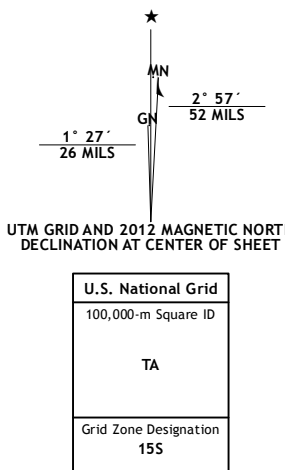 ★
MN
GN
2° 57´
52 MILS
1° 27´
26 MILS
UTM GRID AND 2012 MAGNETIC NORTH
DECLINATION AT CENTER OF SHEET
U.S. National Grid
100,000-m Square ID
TA
Grid Zone Designation
15S